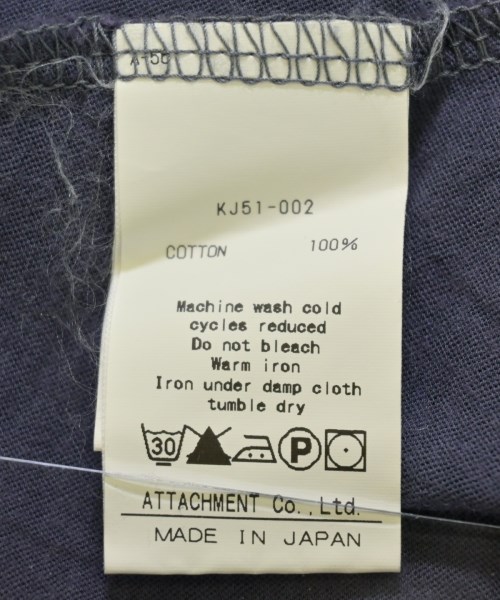 KJ51-002
COTTON 100%
Machine wash cold
cycles reduced
Do not bleach
Warm iron
Iron under damp cloth
tumble dry
30 P
ATTACHMENT Co.,Ltd.
MADE IN JAPAN